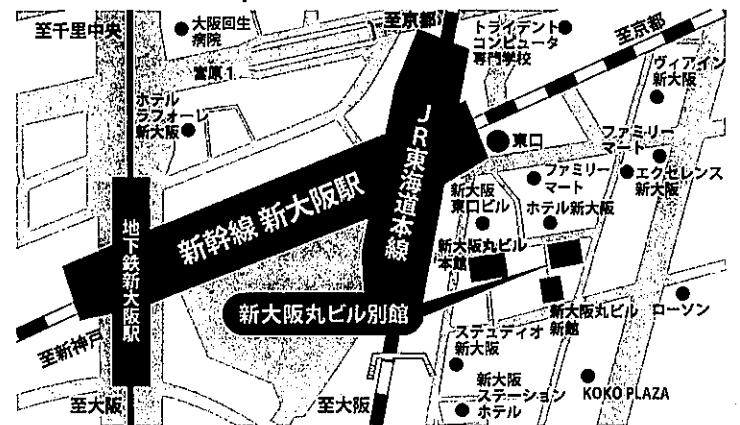 至千里中央
大阪回生
病院
至京都
トライデント
コンピュータ
専門学校
至京都
ヴィアイン
新大阪
宮原1
ホテル
ラフォーレ
新大阪
JR東海道本線
東口
ファミリー
マート
ファミリー
マート
エクセレンス
新大阪
新大阪
東口ビル
ホテル新大阪
新幹線 新大阪駅
地下鉄新大阪駅
新大阪丸ビル
本館
新大阪丸ビル別館
新大阪丸ビル
新館
ローソン
至新神戸
ステュディオ
新大阪
新大阪
ステーション
ホテル
KOKO PLAZA
至大阪
至大阪